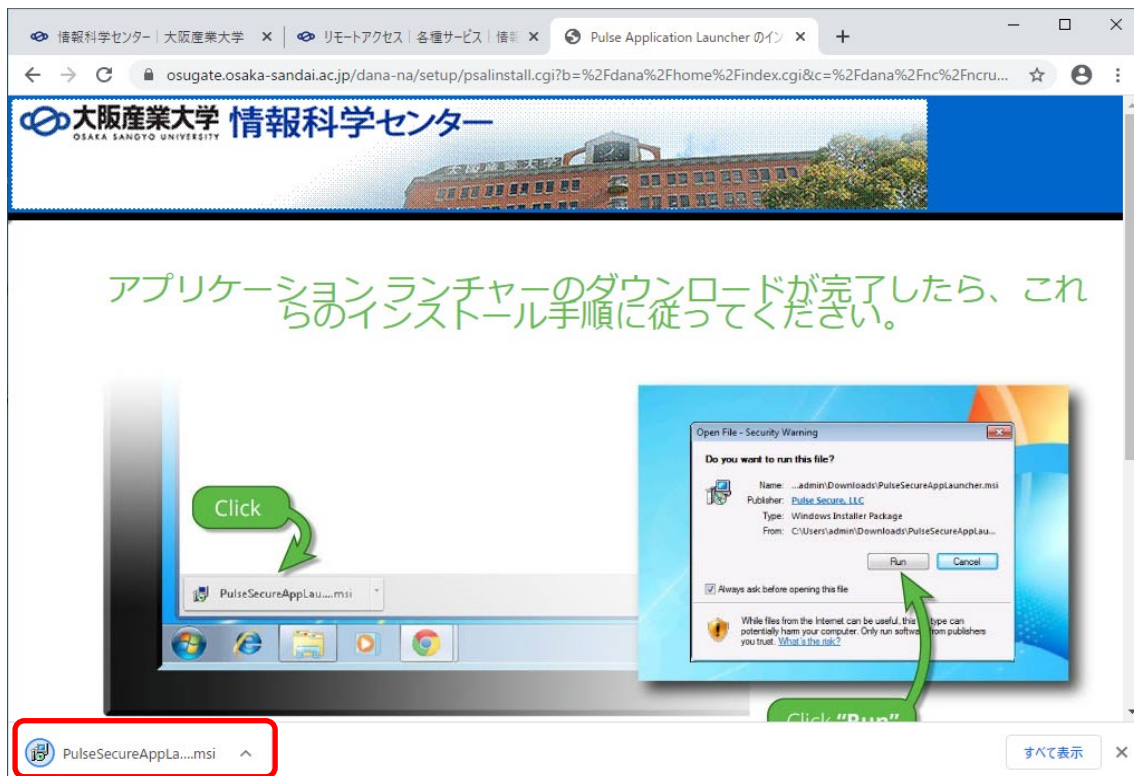 情報科学センター | 大阪産業大学
リモートアクセス | 各種サービス | 情報
Pulse Application Launcher のイン
osugate.osaka-sandai.ac.jp/dana-na/setup/psalinstall.cgi?b=%2Fdana%2Fhome%2Findex.cgi&c=%2Fdana%2Fnc%2Fncru...
大阪産業大学 情報科学センター
OSAKA SANGYO UNIVERSITY
大阪産業大学
アプリケーション ランチャーのダウンロードが完了したら、これ
らのインストール手順に従ってください。
Click
PulseSecureAppLau....msi
Open File - Security Warning
Do you want to run this file?
Name: ...admin\Downloads\PulseSecureAppLauncher.msi
Publisher: Pulse Secure, LLC
Type: Windows Installer Package
From: C:\Users\admin\Downloads\PulseSecureAppLau...
Run Cancel
Always ask before opening this file
While files from the Internet can be useful, this type can
potentially harm your computer. Only run software from publishers
you trust. What's the risk?
Click "Run"
PulseSecureAppLa....msi
すべて表示